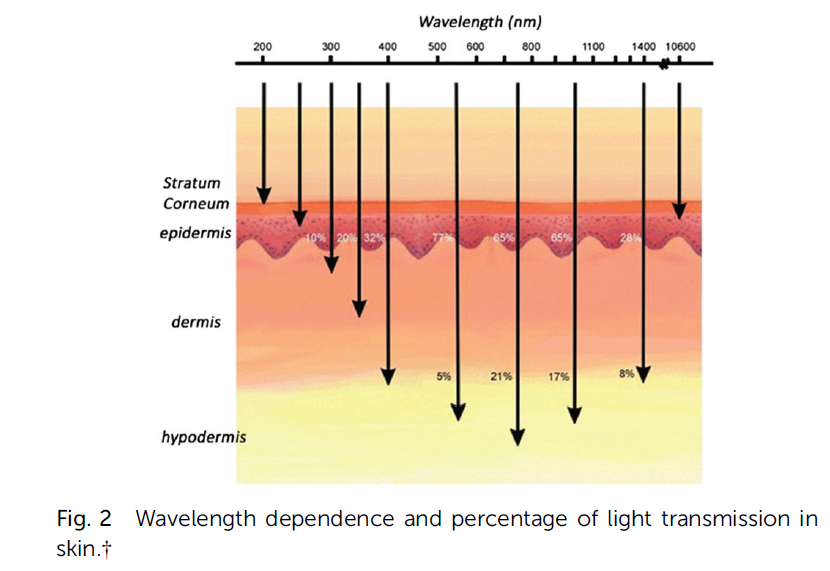 Wavelength (nm)
200 300 400 500 600 800 1100 1400 10600
Stratum
Corneum
epidermis
10% 20% 32% 77% 65% 65% 28%
dermis
5% 21% 17% 8%
hypodermis
Fig. 2 Wavelength dependence and percentage of light transmission in
skin.†